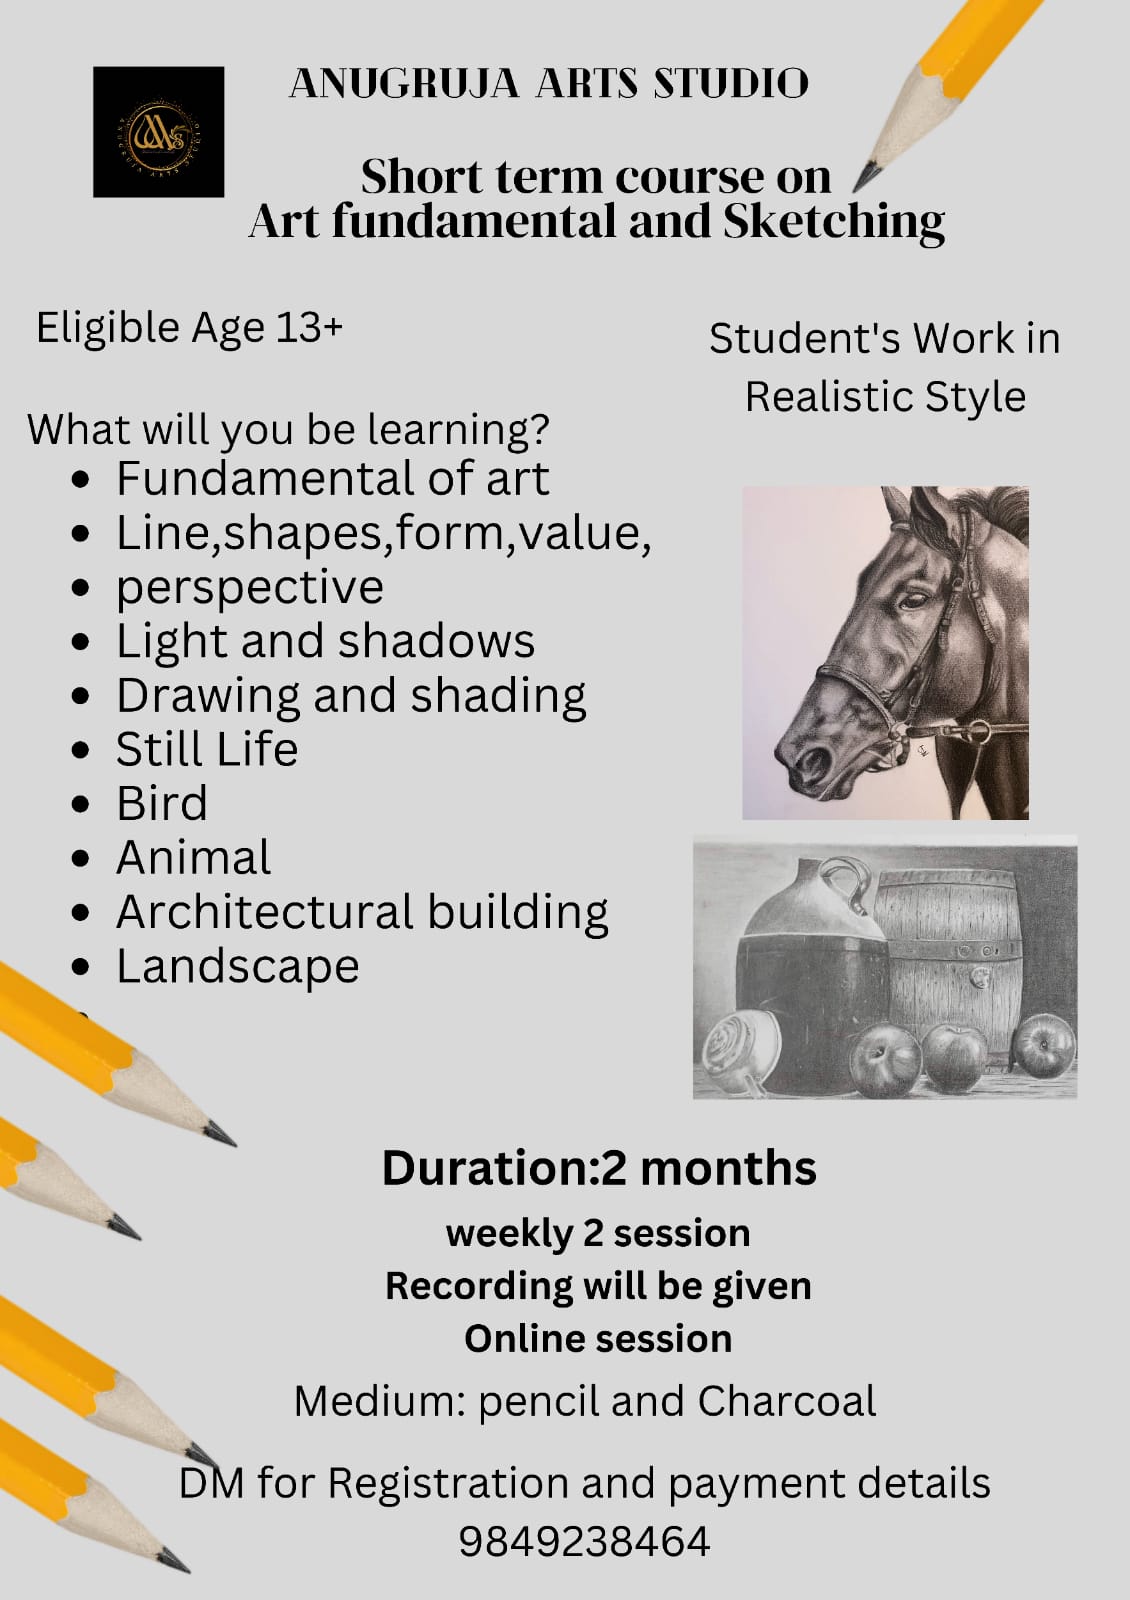 ANUGRUJA ARTS STUDIO
Short term course on
Art fundamental and Sketching
Eligible Age 13+
What will you be learning?
• Fundamental of art
• Line,shapes,form,value,
• perspective
• Light and shadows
• Drawing and shading
• Still Life
• Bird
• Animal
• Architectural building
• Landscape
Student's Work in
Realistic Style
Duration:2 months
weekly 2 session
Recording will be given
Online session
Medium: pencil and Charcoal
DM for Registration and payment details
9849238464
ANUGRUJA ARTS STUDIO